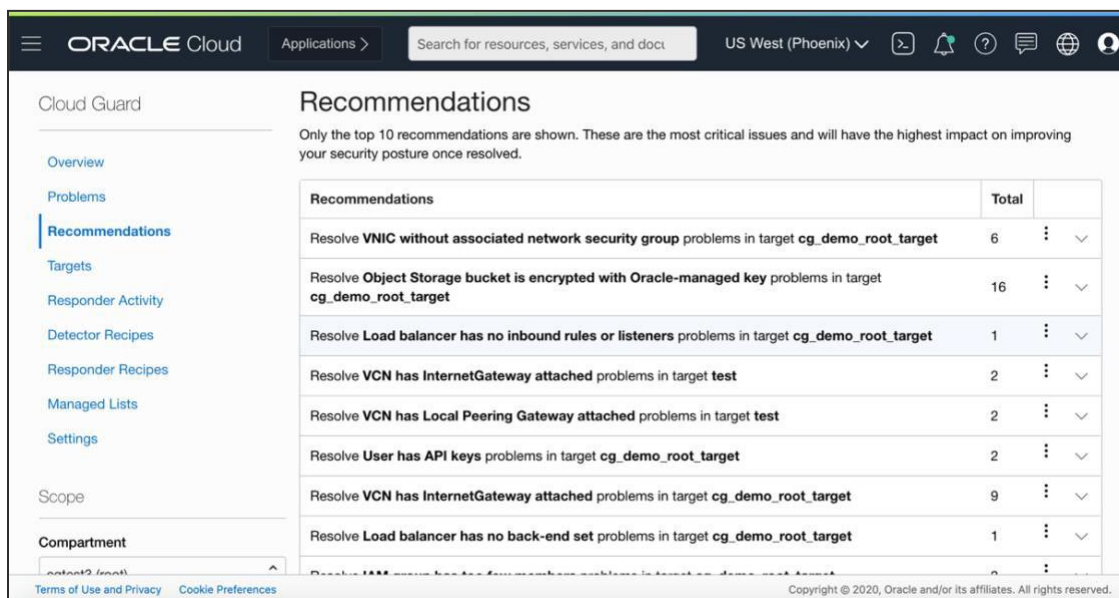 ORACLE Cloud
Applications >
Search for resources, services, and docu
US West (Phoenix)
Cloud Guard
Overview
Problems
Recommendations
Targets
Responder Activity
Detector Recipes
Responder Recipes
Managed Lists
Settings
Scope
Compartment
Recommendations
Only the top 10 recommendations are shown. These are the most critical issues and will have the highest impact on improving
your security posture once resolved.
Recommendations Total
Resolve VNIC without associated network security group problems in target cg_demo_root_target 6
Resolve Object Storage bucket is encrypted with Oracle-managed key problems in target
cg_demo_root_target 16
Resolve Load balancer has no inbound rules or listeners problems in target cg_demo_root_target 1
Resolve VCN has InternetGateway attached problems in target test 2
Resolve VCN has Local Peering Gateway attached problems in target test 2
Resolve User has API keys problems in target cg_demo_root_target 2
Resolve VCN has InternetGateway attached problems in target cg_demo_root_target 9
Resolve Load balancer has no back-end set problems in target cg_demo_root_target 1
Terms of Use and Privacy Cookie Preferences
Copyright © 2020, Oracle and/or its affiliates. All rights reserved.